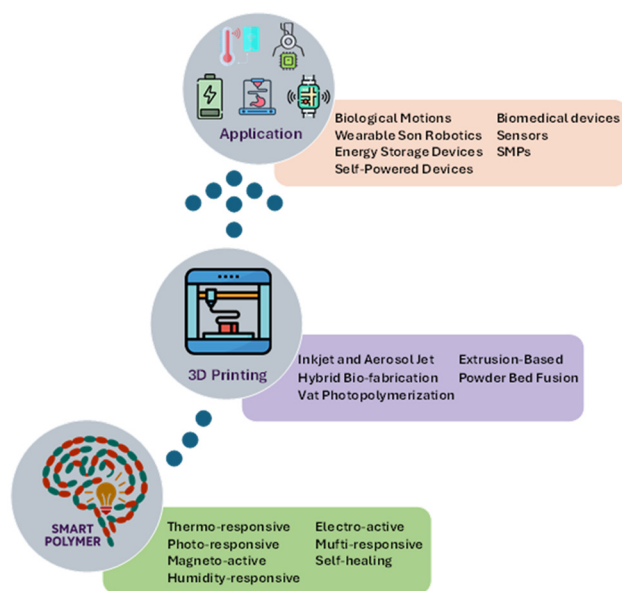 Application
Biological Motions
Wearable Son Robotics
Energy Storage Devices
Self-Powered Devices
Biomedical devices
Sensors
SMPs
3D Printing
Inkjet and Aerosol Jet
Hybrid Bio-fabrication
Vat Photopolymerization
Extrusion-Based
Powder Bed Fusion
SMART
POLYMER
Thermo-responsive
Photo-responsive
Magneto-active
Humidity-responsive
Electro-active
Mufti-responsive
Self-healing